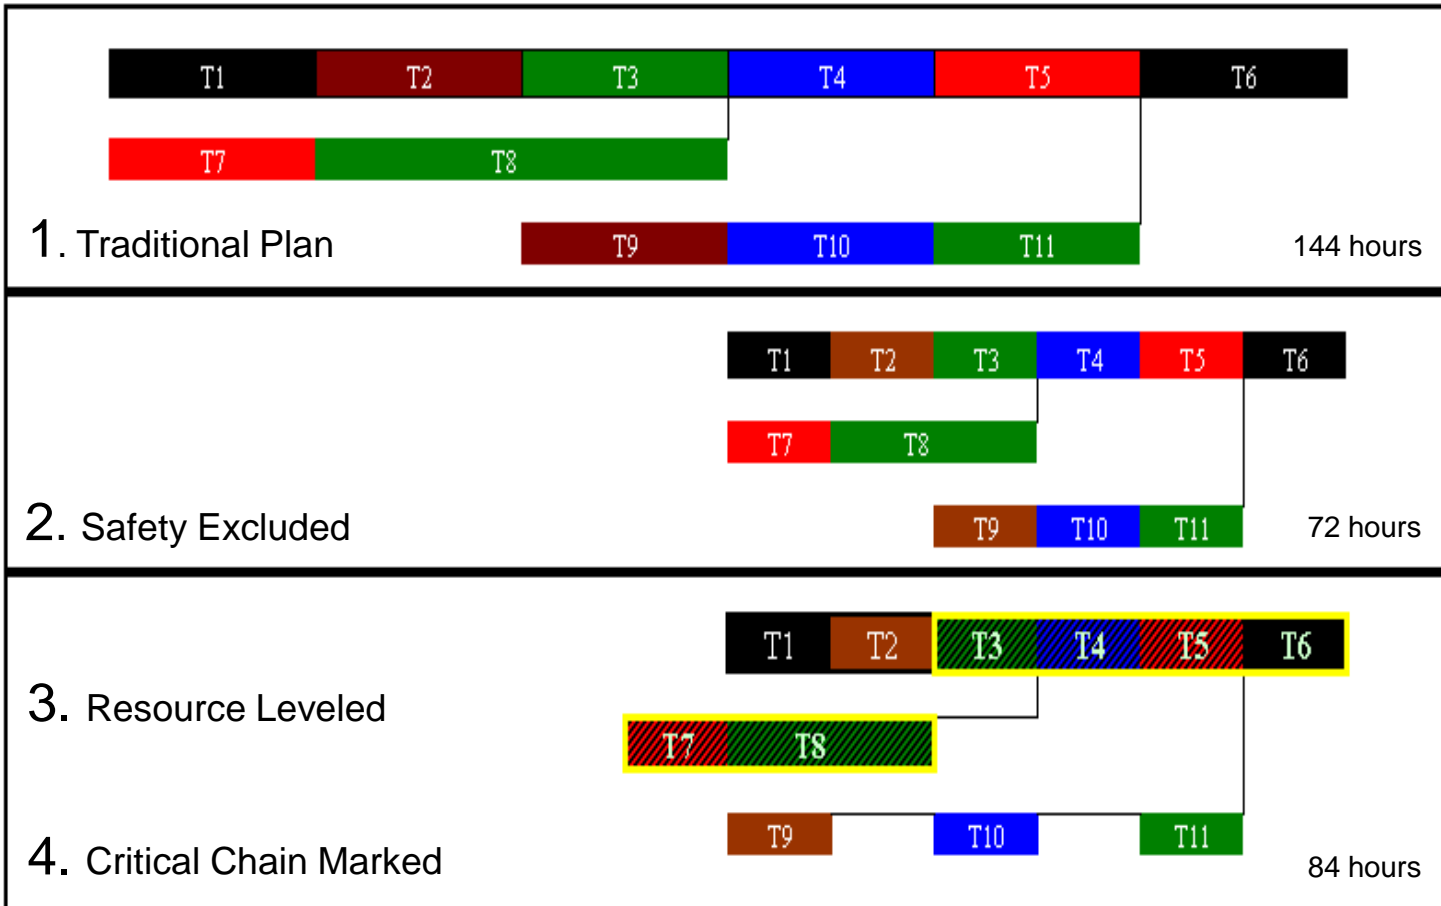 T1 T2 T3 T4 T5 T6
T7 T8
1. Traditional Plan T9 T10 T11 144 hours
T1 T2 T3 T4 T5 T6
T7 T8
2. Safety Excluded T9 T10 T11 72 hours
T1 T2 T3 T4 T5 T6
3. Resource Leveled
T7 T8
T9 T10 T11
4. Critical Chain Marked 84 hours